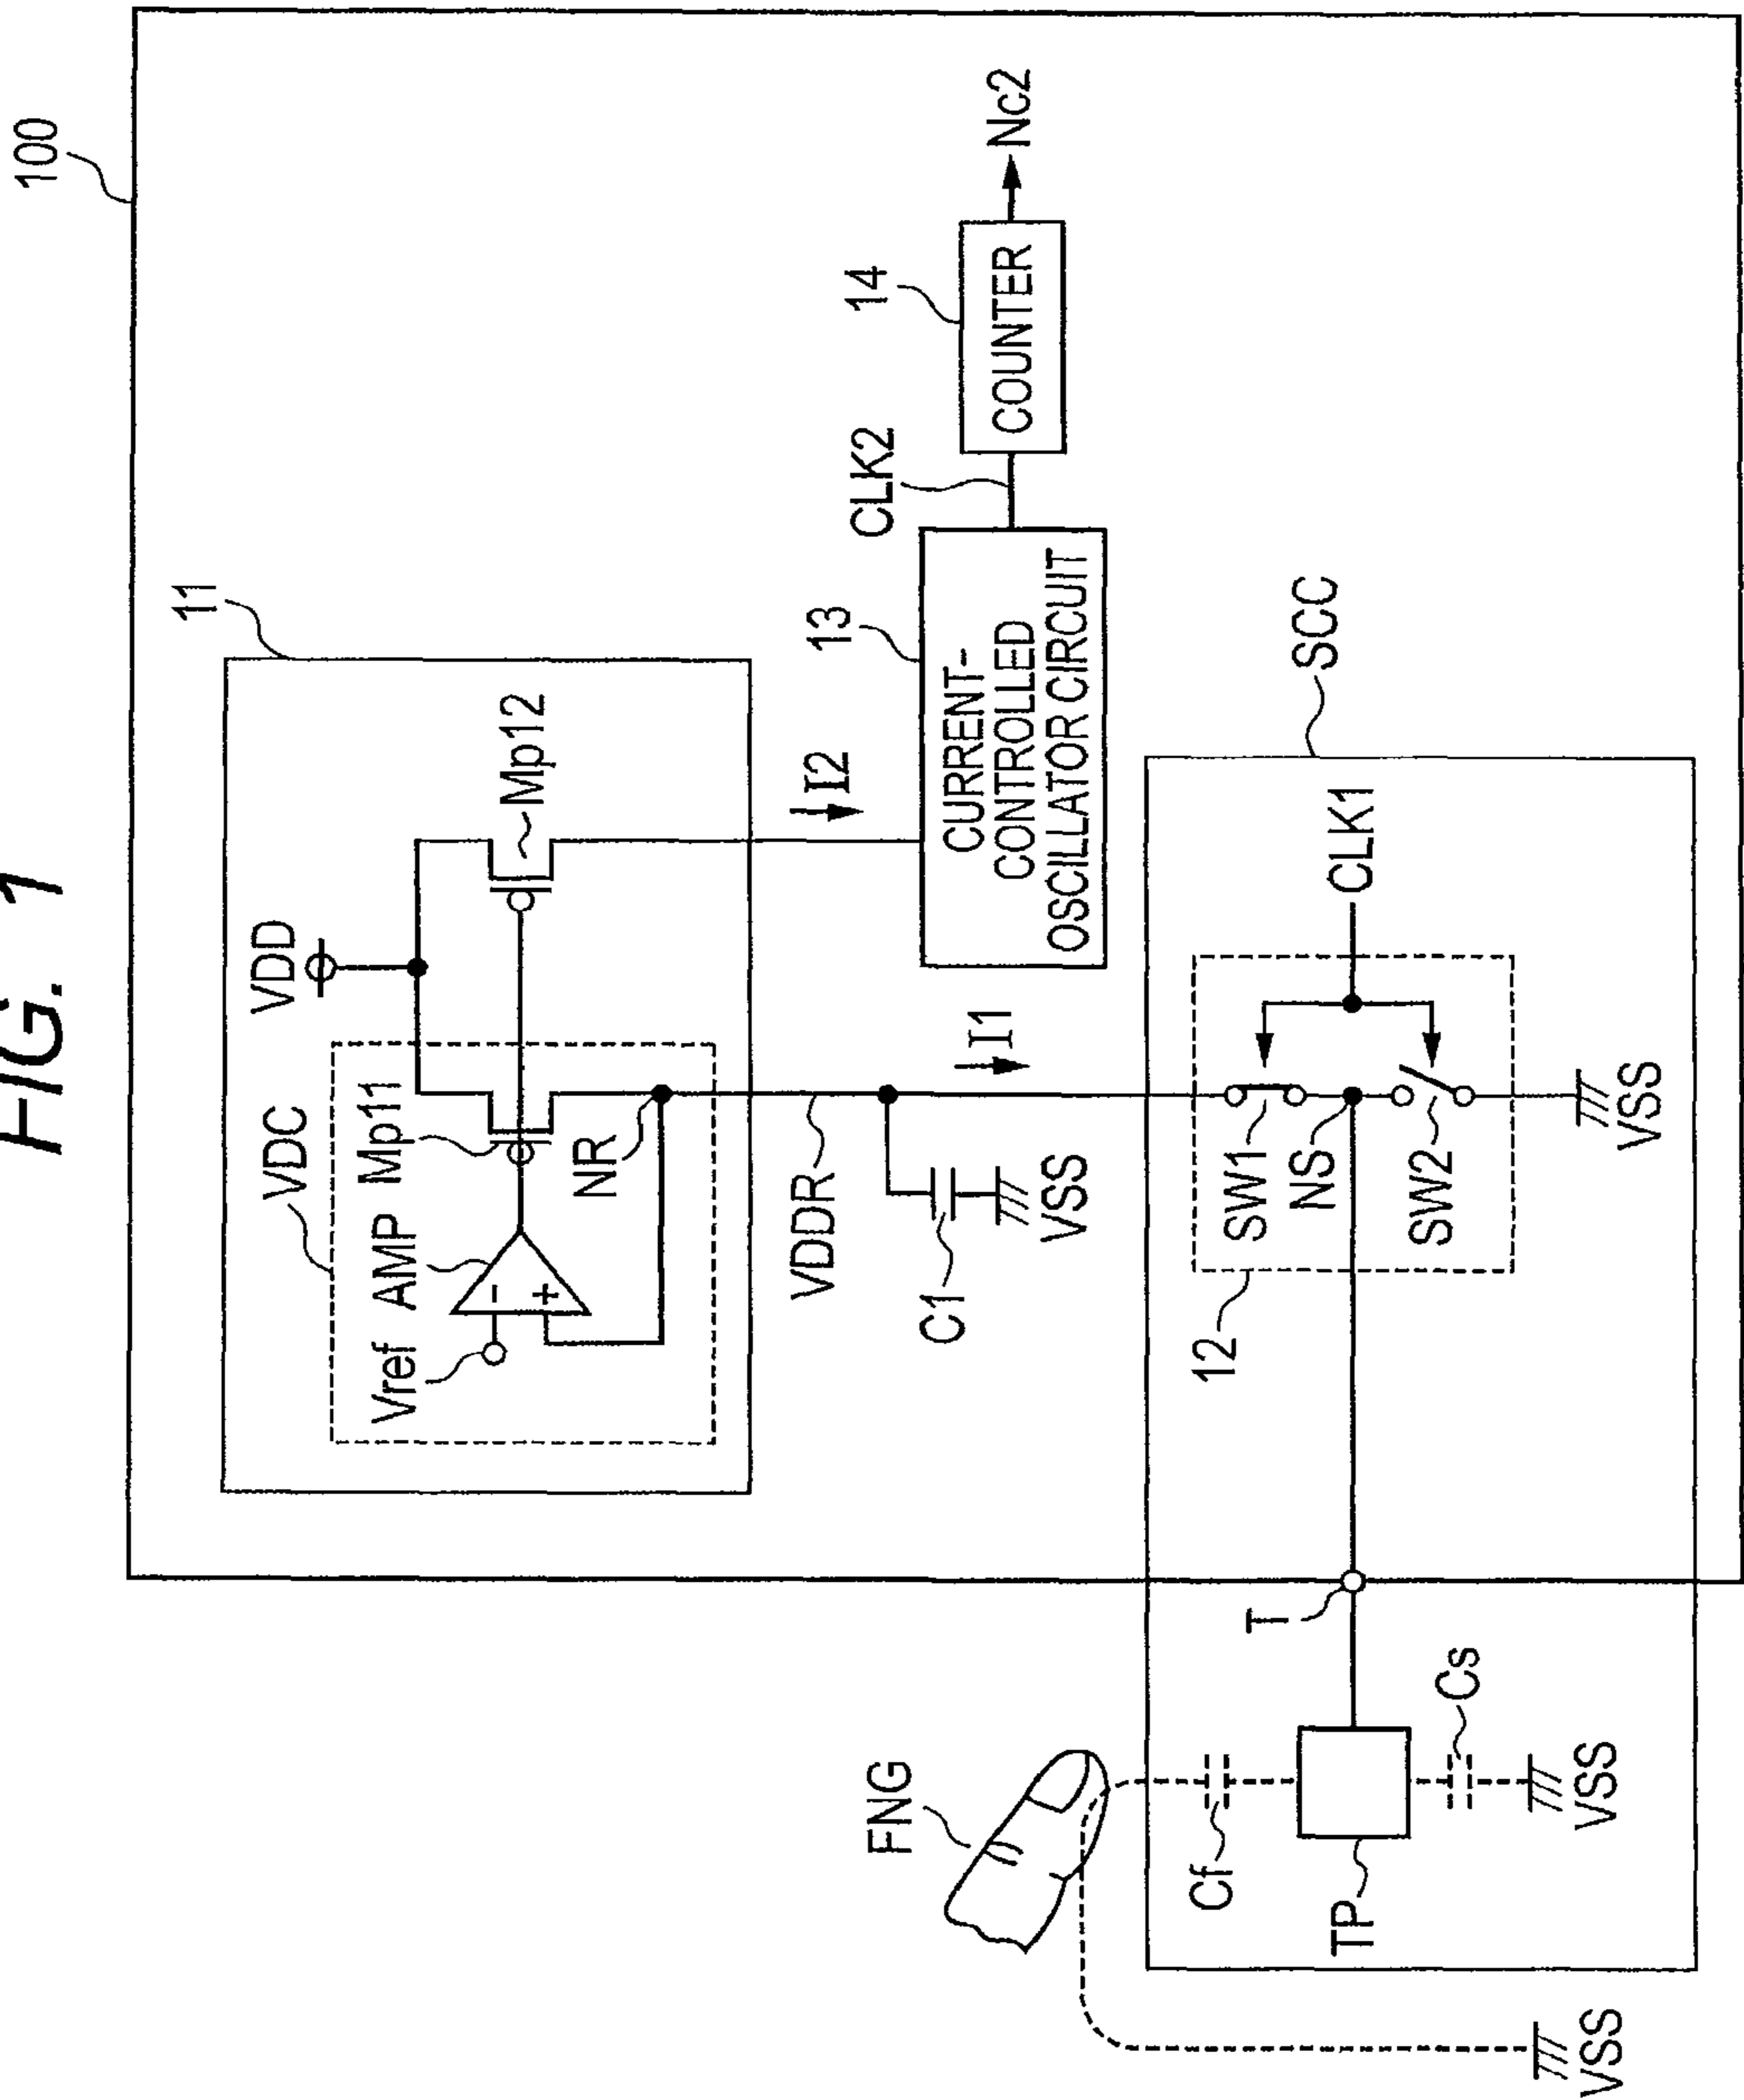 FIG. 1
100
11
VDC
VDD
Vref
AMP
Mp11
Mp12
NR
I2
VDDR
C1
VSS
I1
13
CURRENT-
CONTROLLED
OSCILLATOR CIRCUIT
CLK2
14
COUNTER
Nc2
SCC
12
SW1
NS
SW2
CLK1
VSS
T
FNG
Cf
TP
Cs
VSS
VSS